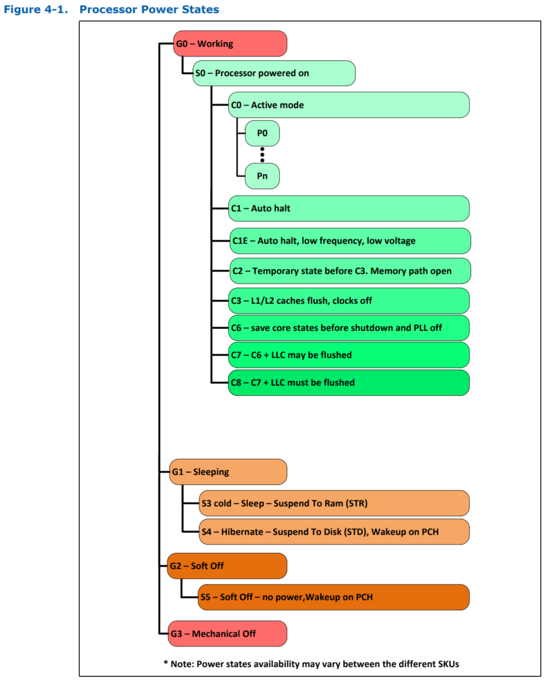 Figure 4-1. Processor Power States
G0 – Working
S0 – Processor powered on
C0 – Active mode
P0
Pn
C1 – Auto halt
C1E – Auto halt, low frequency, low voltage
C2 – Temporary state before C3. Memory path open
C3 – L1/L2 caches flush, clocks off
C6 – save core states before shutdown and PLL off
C7 – C6 + LLC may be flushed
C8 – C7 + LLC must be flushed
G1 – Sleeping
S3 cold – Sleep – Suspend To Ram (STR)
S4 – Hibernate – Suspend To Disk (STD), Wakeup on PCH
G2 – Soft Off
S5 – Soft Off – no power,Wakeup on PCH
G3 – Mechanical Off
* Note: Power states availability may vary between the different SKUs